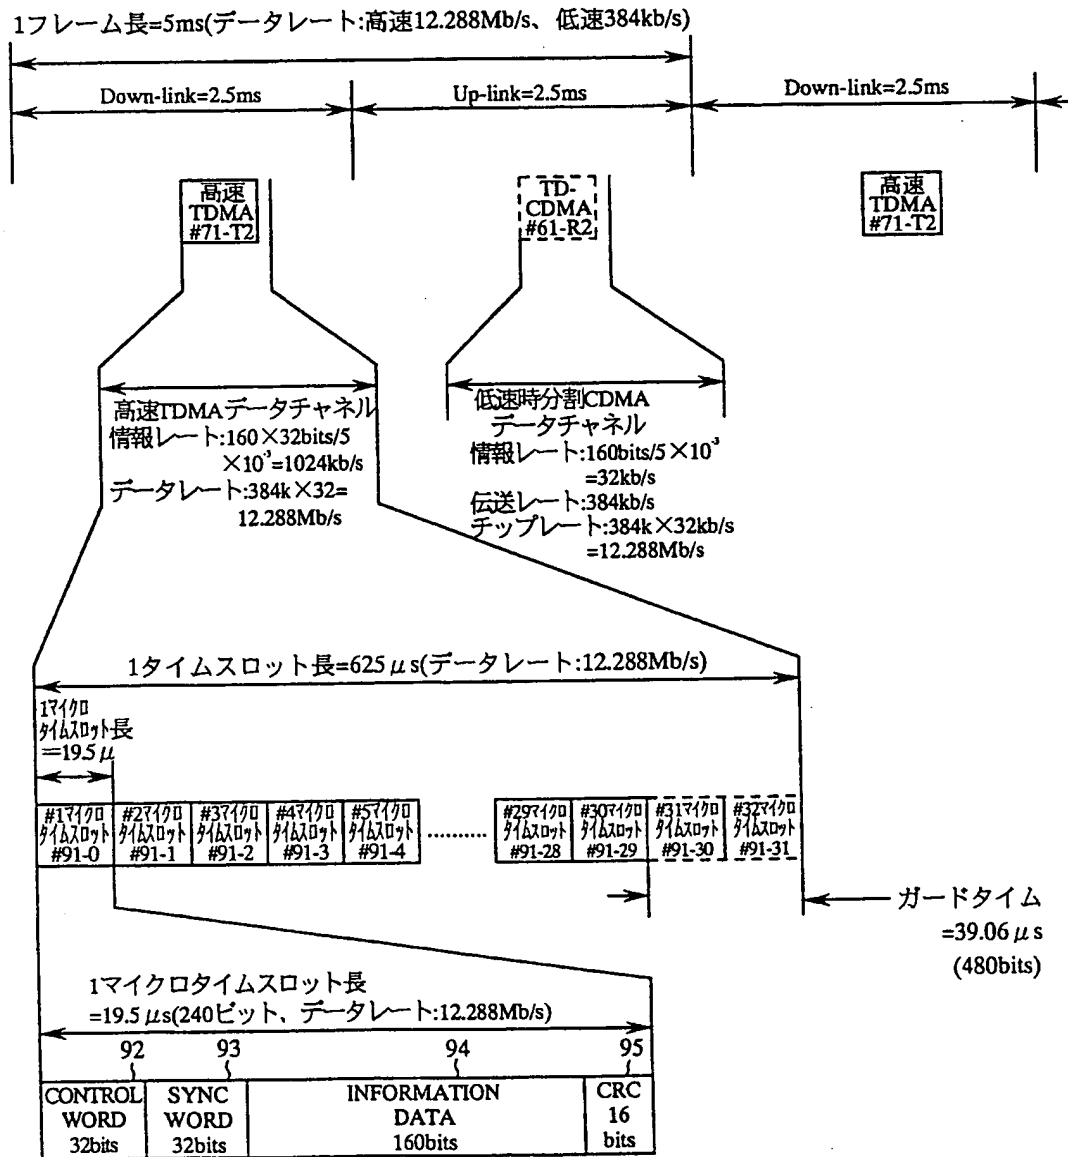 1フレーム長=5ms(データレート:高速12.288Mb/s、低速384kb/s)
Down-link=2.5ms
Up-link=2.5ms
Down-link=2.5ms
高速
TDMA
#71-T2
TD-
CDMA
#61-R2
高速
TDMA
#71-T2
高速TDMAデータチャネル
情報レート:160×32bits/5
×10⁻³=1024kb/s
データレート:384k×32=
12.288Mb/s
低速時分割CDMA
データチャネル
情報レート:160bits/5×10⁻³
=32kb/s
伝送レート:384kb/s
チップレート:384k×32kb/s
=12.288Mb/s
1タイムスロット長=625μs(データレート:12.288Mb/s)
1マイクロ
タイムスロット長
=19.5μ
#1マイクロ
タイムスロット
#91-0
#2マイクロ
タイムスロット
#91-1
#3マイクロ
タイムスロット
#91-2
#4マイクロ
タイムスロット
#91-3
#5マイクロ
タイムスロット
#91-4
..........
#29マイクロ
タイムスロット
#91-28
#30マイクロ
タイムスロット
#91-29
#31マイクロ
タイムスロット
#91-30
#32マイクロ
タイムスロット
#91-31
ガードタイム
=39.06μs
(480bits)
1マイクロタイムスロット長
=19.5μs(240ビット、データレート:12.288Mb/s)
92
93
94
95
CONTROL
WORD
32bits
SYNC
WORD
32bits
INFORMATION
DATA
160bits
CRC
16
bits